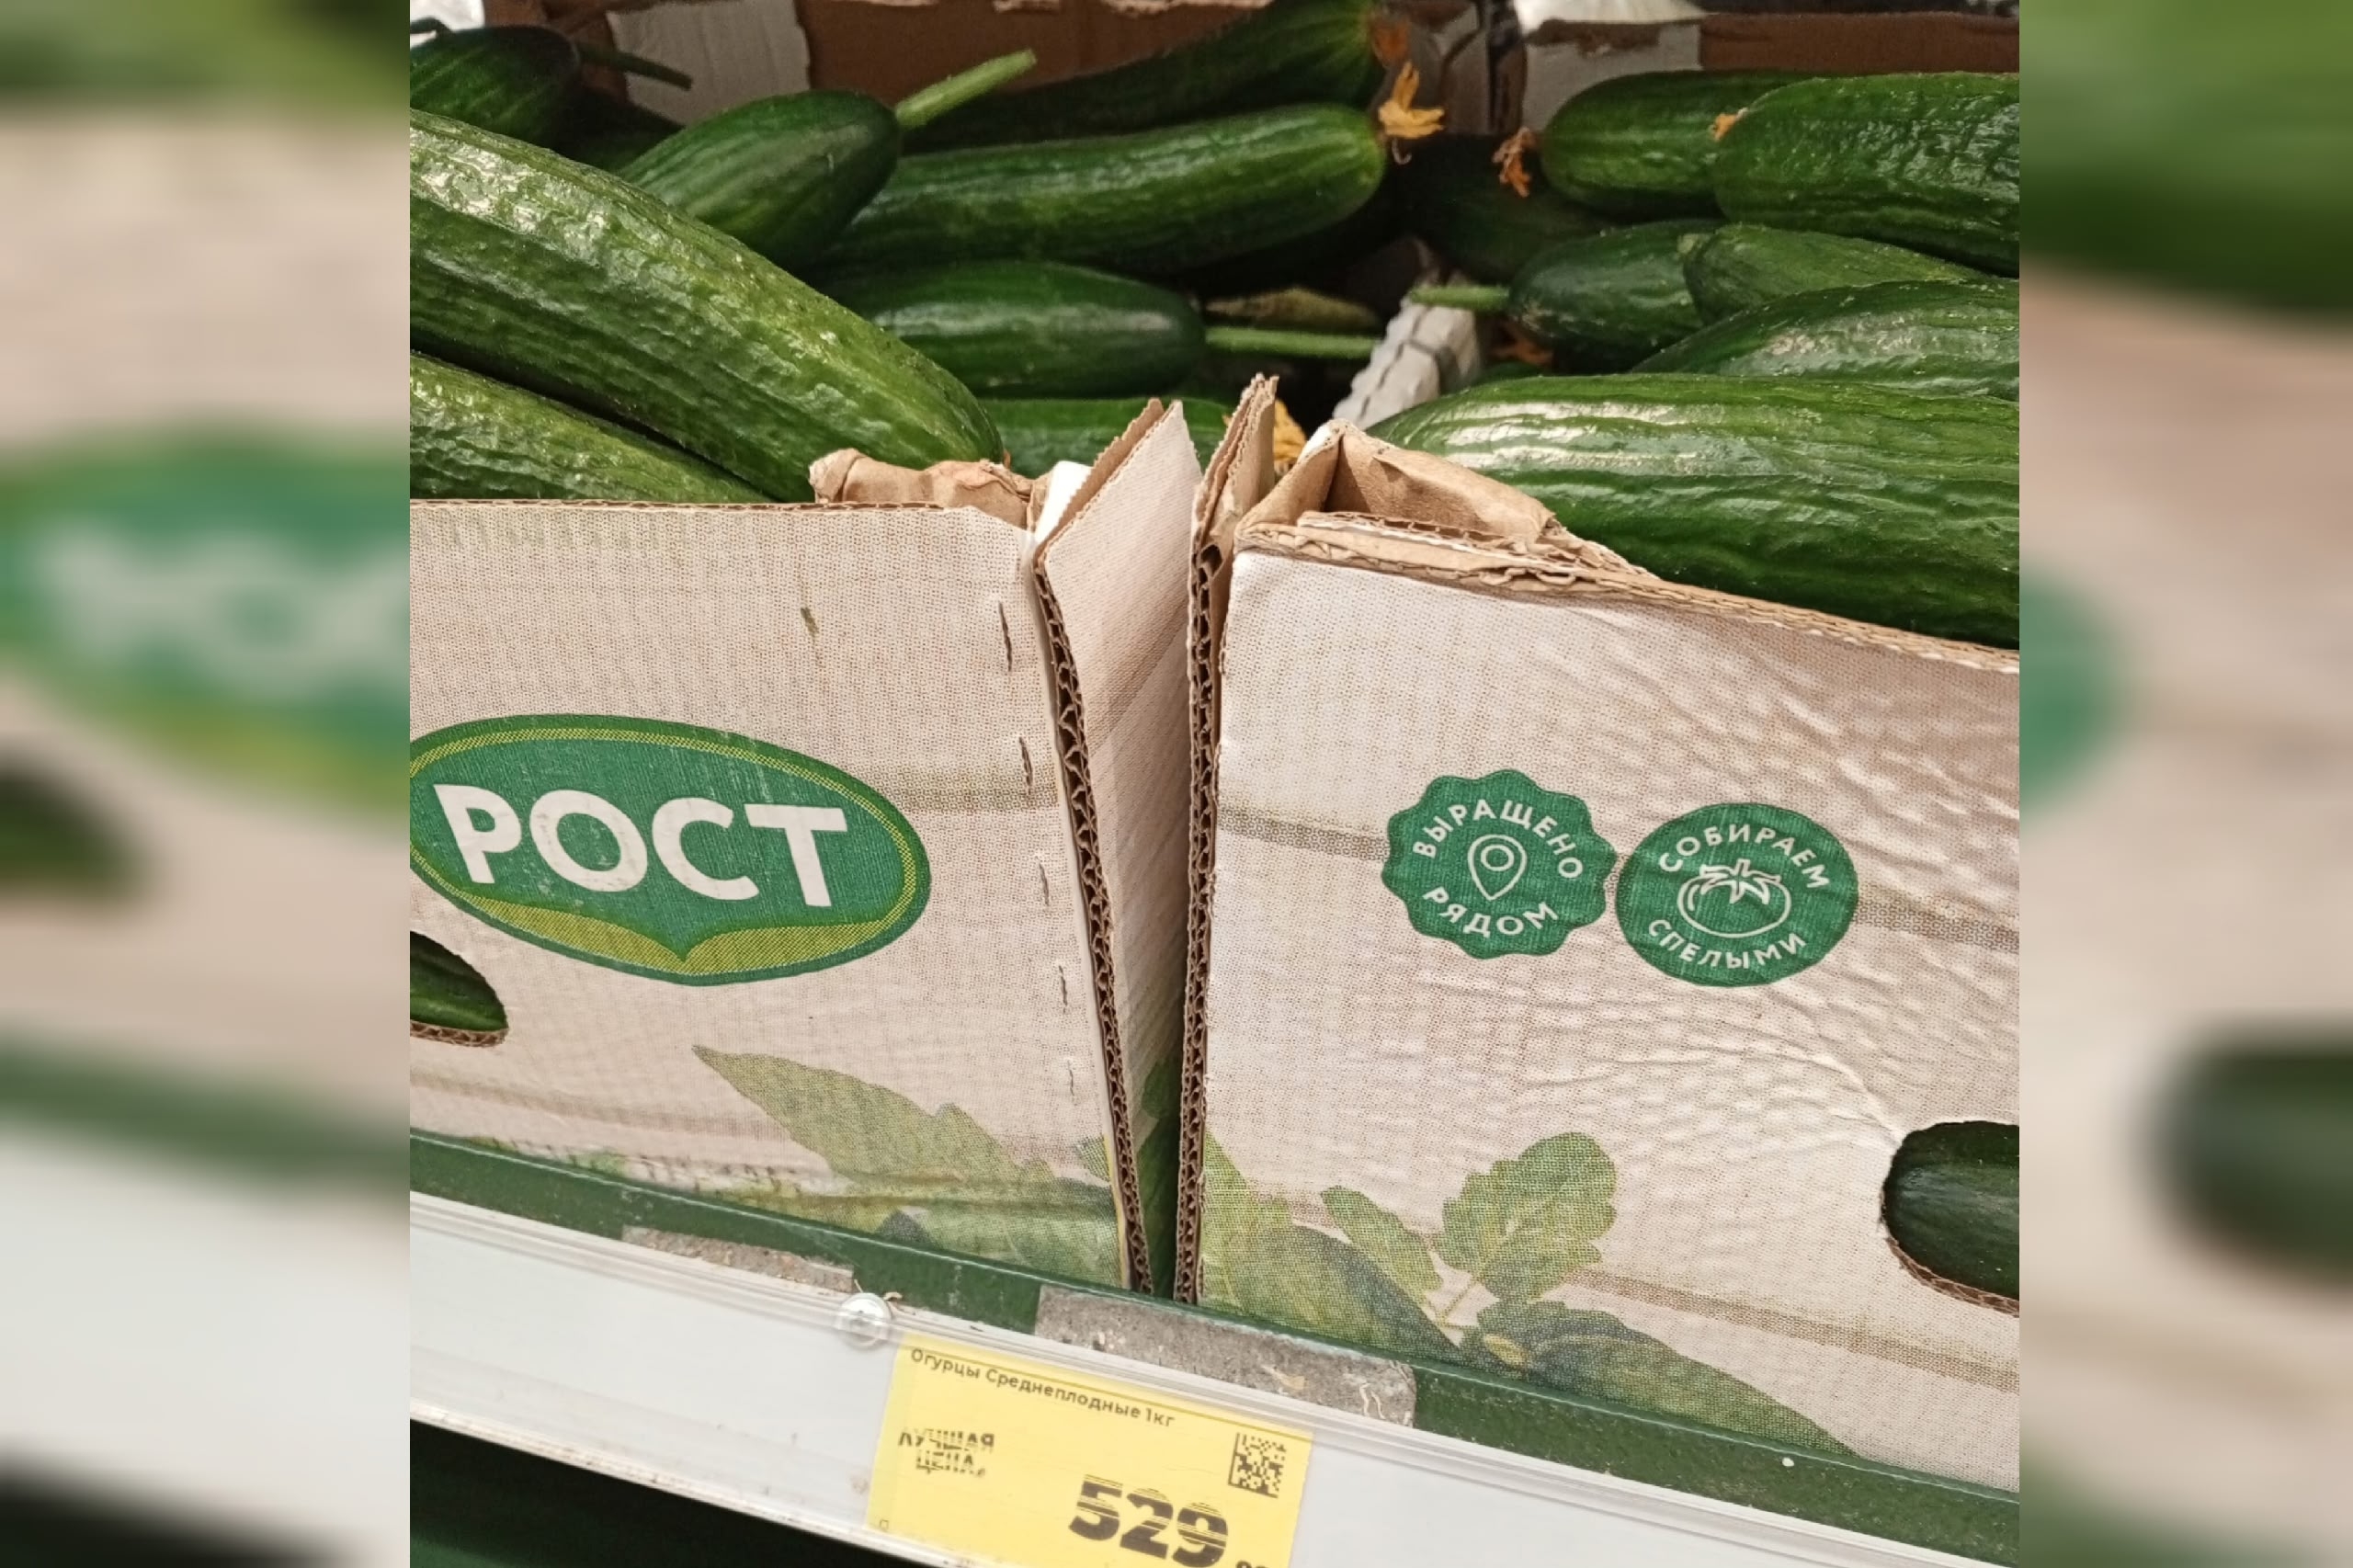 РОСТ
ВЫРАЩЕНО
РЯДОМ
СОБИРАЕМ
СПЕЛЫМИ
Огурцы Среднеплодные 1кг
ЛУЧШАЯ
ЦЕНА
529